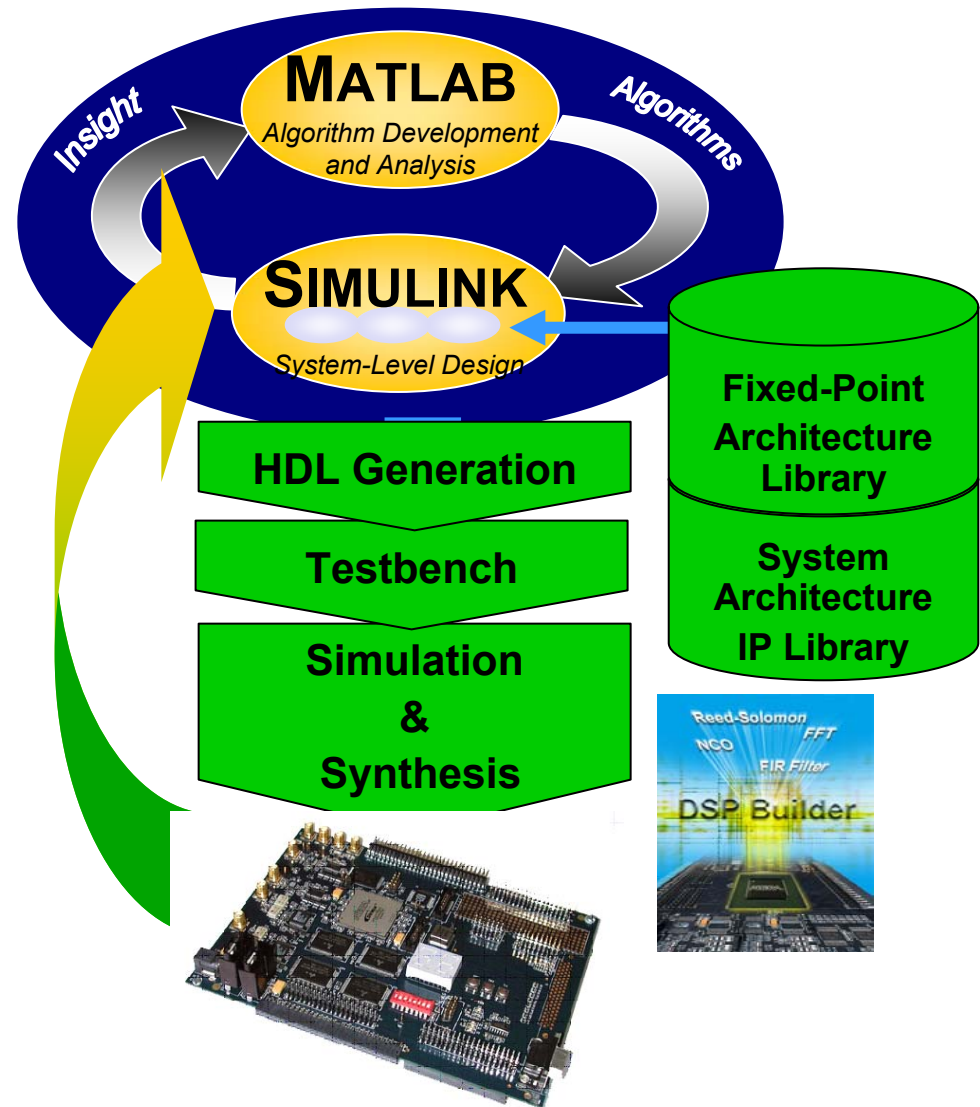 MATLAB
Algorithm Development
and Analysis
Insight
Algorithms
SIMULINK
System-Level Design
Fixed-Point
Architecture
Library
System
Architecture
IP Library
HDL Generation
Testbench
Simulation
&
Synthesis
Reed-Solomon
FFT
NCO
FIR Filter
DSP Builder